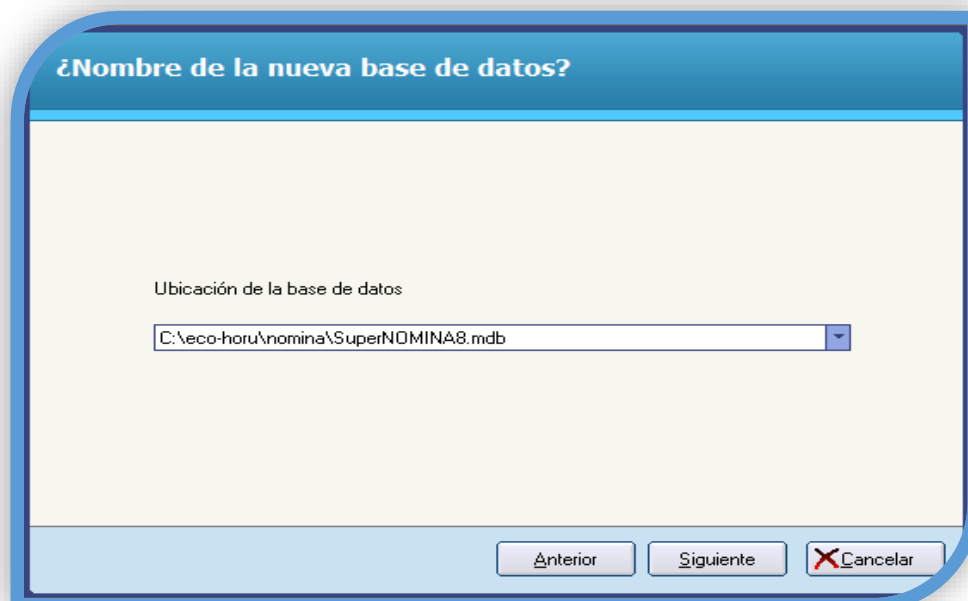 ¿Nombre de la nueva base de datos?
Ubicación de la base de datos
C:\eco-horu\nomina\SuperNOMINA8.mdb
Anterior Siguiente Cancelar